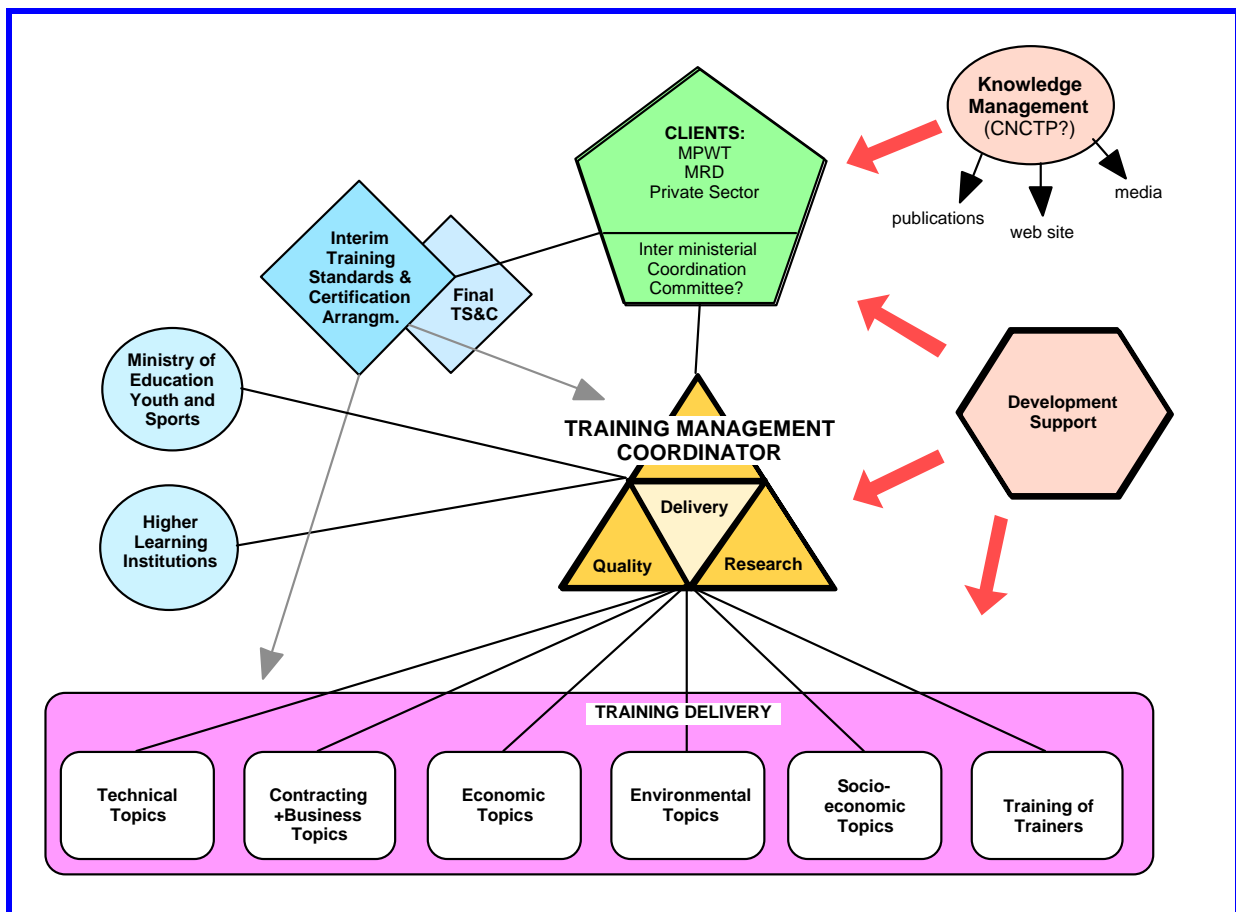 Knowledge
Management
(CNCTP?)
publications
web site
media
CLIENTS:
MPWT
MRD
Private Sector
Inter ministerial
Coordination
Committee?
Interim
Training
Standards &
Certification
Arrangm.
Final
TS&C
Ministry of
Education
Youth and
Sports
Higher
Learning
Institutions
Development
Support
TRAINING MANAGEMENT
COORDINATOR
Delivery
Quality
Research
TRAINING DELIVERY
Technical
Topics
Contracting
+Business
Topics
Economic
Topics
Environmental
Topics
Socio-
economic
Topics
Training of
Trainers